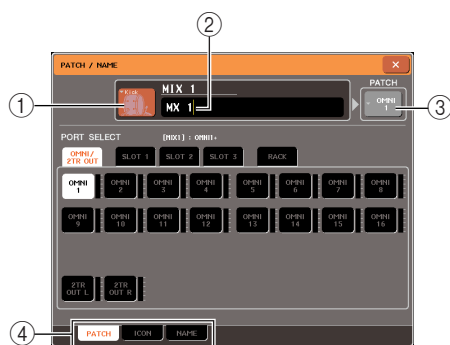 ②
PATCH / NAME
×
PATCH
Kick
MIX 1
MX 1
OMNI 1
①
③
PORT SELECT
[MIX1] : OMNI1,
OMNI/ 2TR OUT
SLOT 1
SLOT 2
SLOT 3
RACK
OMNI 1
OMNI 2
OMNI 3
OMNI 4
OMNI 5
OMNI 6
OMNI 7
OMNI 8
OMNI 9
OMNI 10
OMNI 11
OMNI 12
OMNI 13
OMNI 14
OMNI 15
OMNI 16
2TR OUT L
2TR OUT R
④
PATCH
ICON
NAME